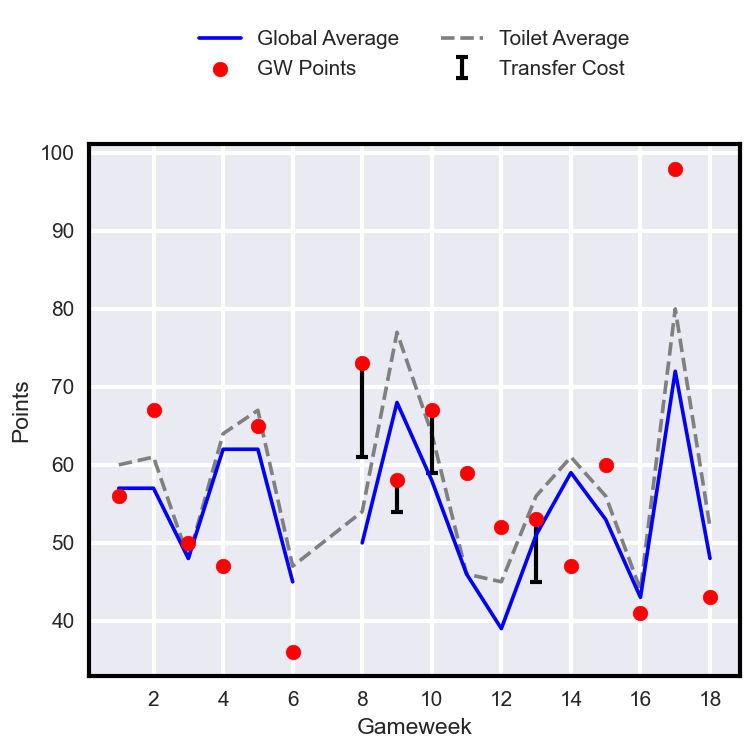 Global Average
Toilet Average
GW Points
Transfer Cost
100
90
80
70
60
50
40
Points
2 4 6 8 10 12 14 16 18
Gameweek